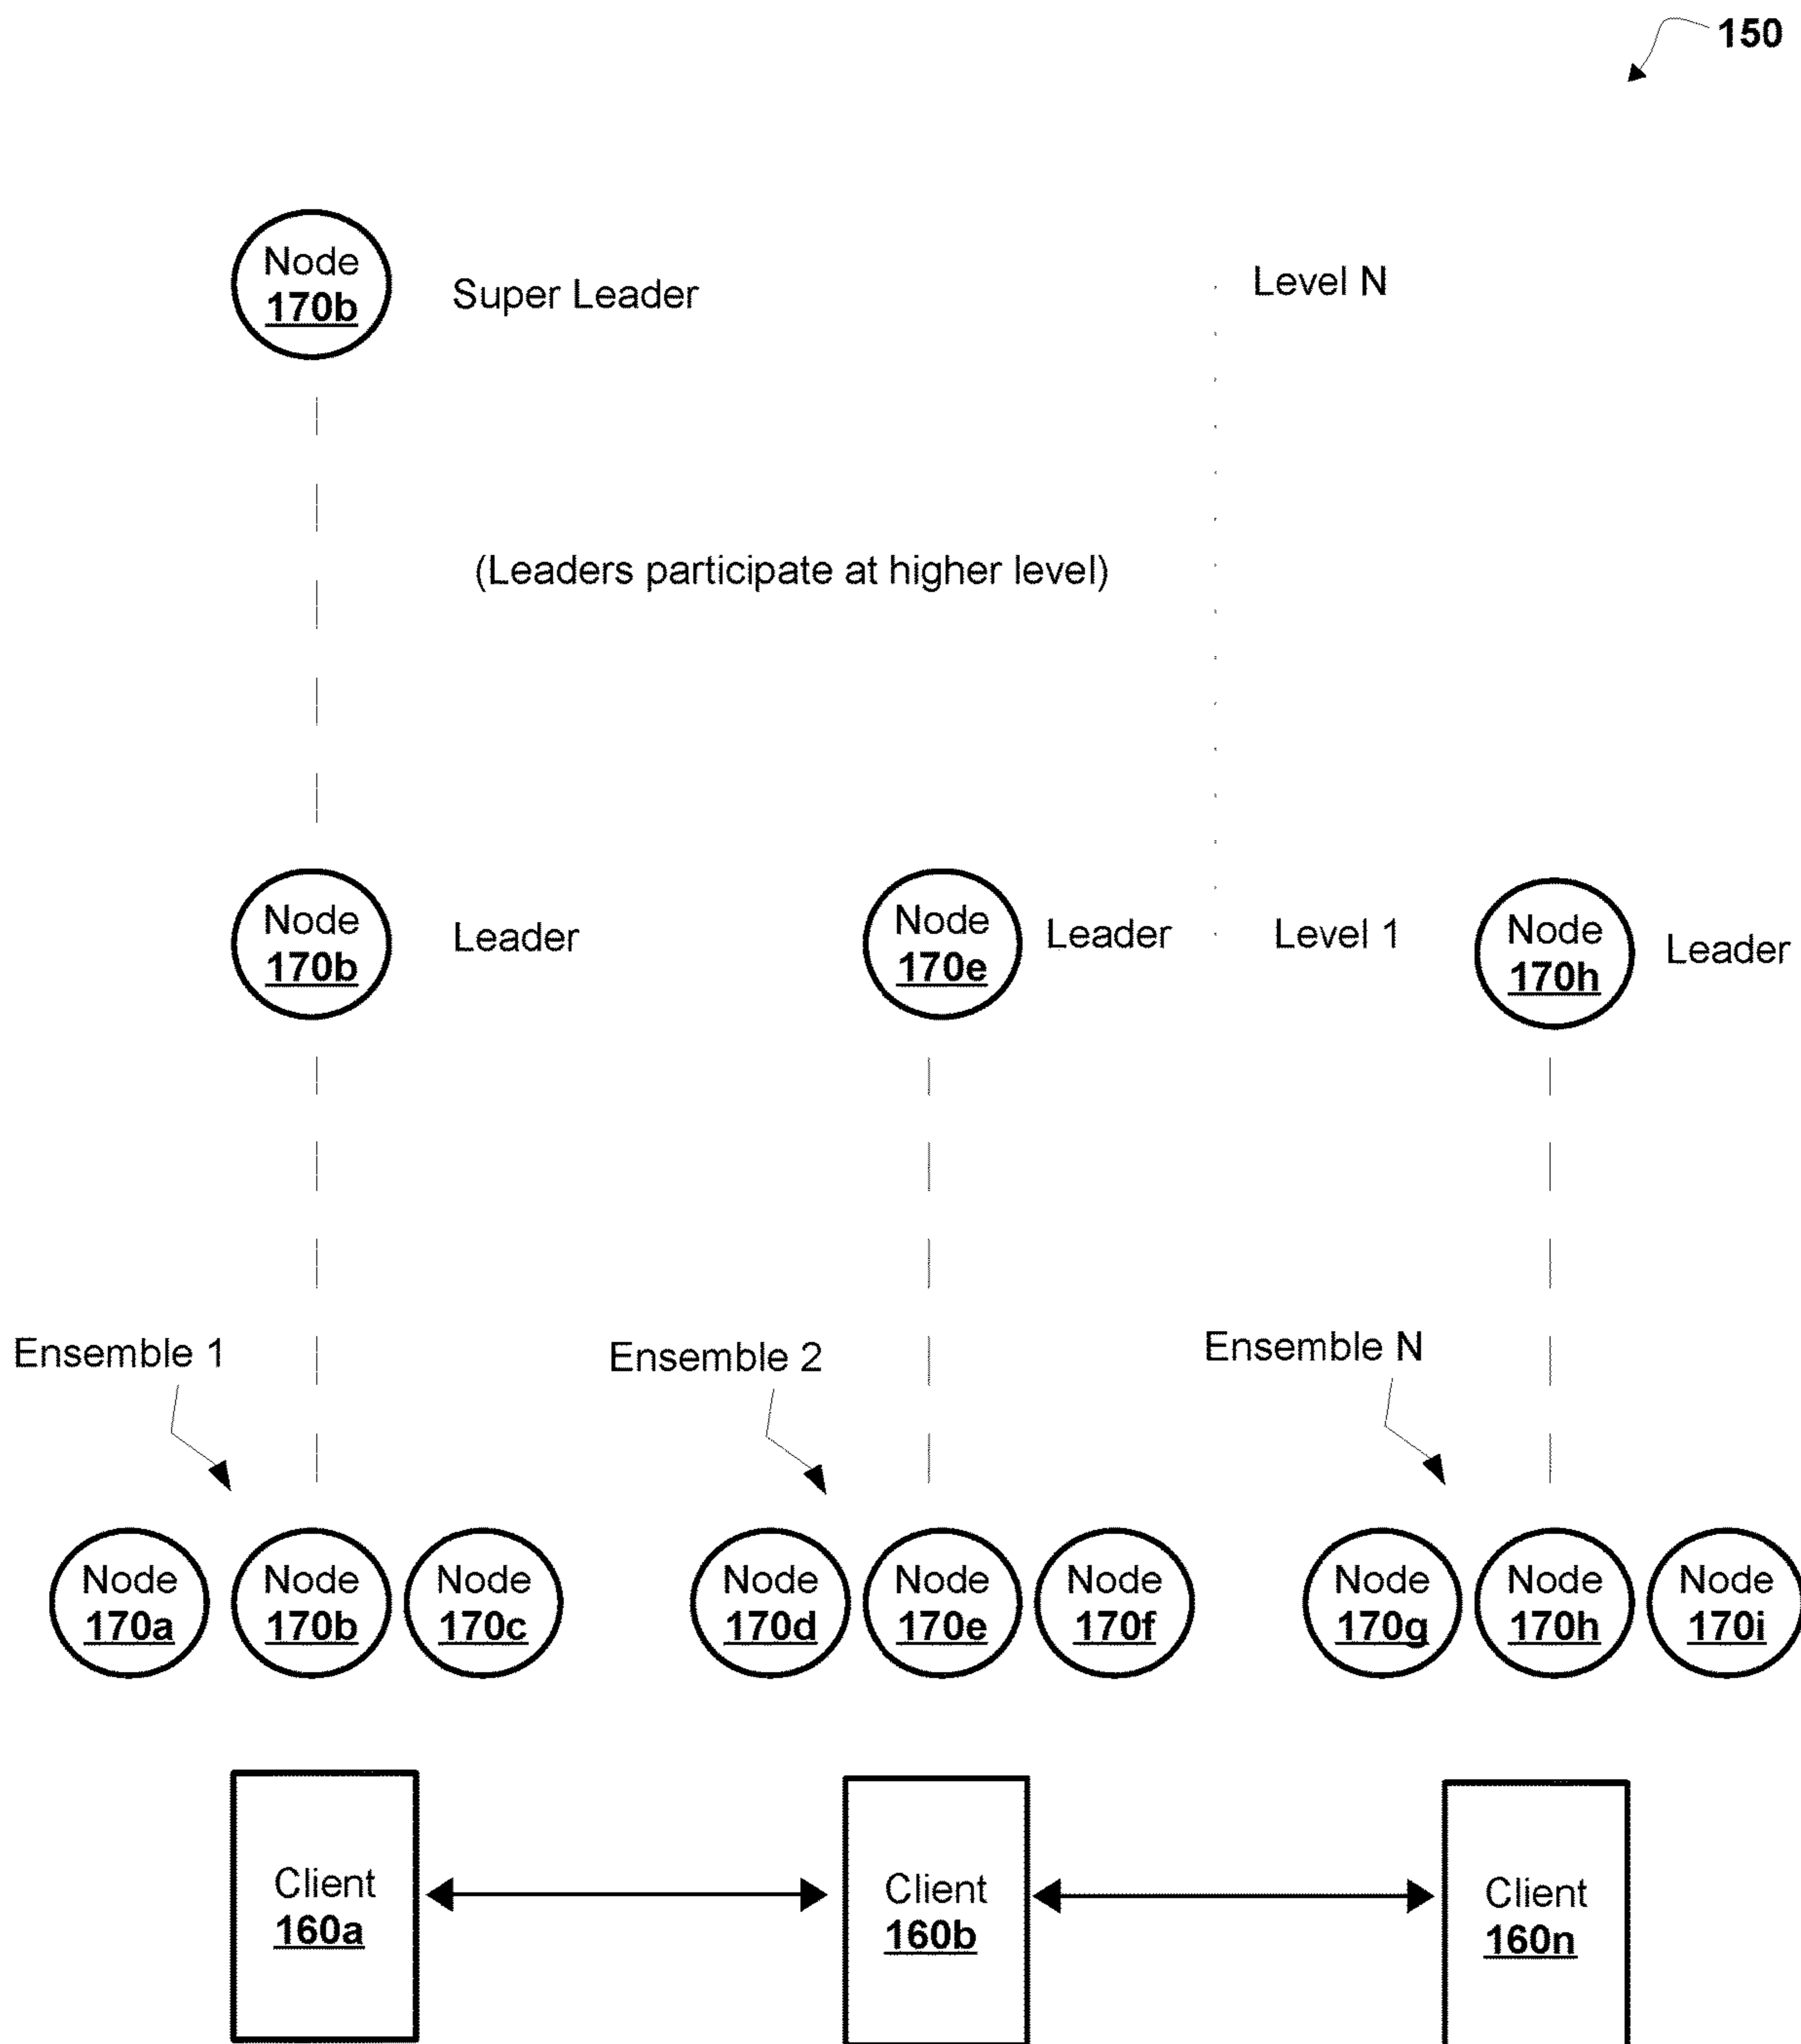 150
Node
170b
Super Leader
Level N
(Leaders participate at higher level)
Node
170b
Leader
Node
170e
Leader
Level 1
Node
170h
Leader
Ensemble 1
Ensemble 2
Ensemble N
Node
170a
Node
170b
Node
170c
Node
170d
Node
170e
Node
170f
Node
170g
Node
170h
Node
170i
Client
160a
Client
160b
Client
160n